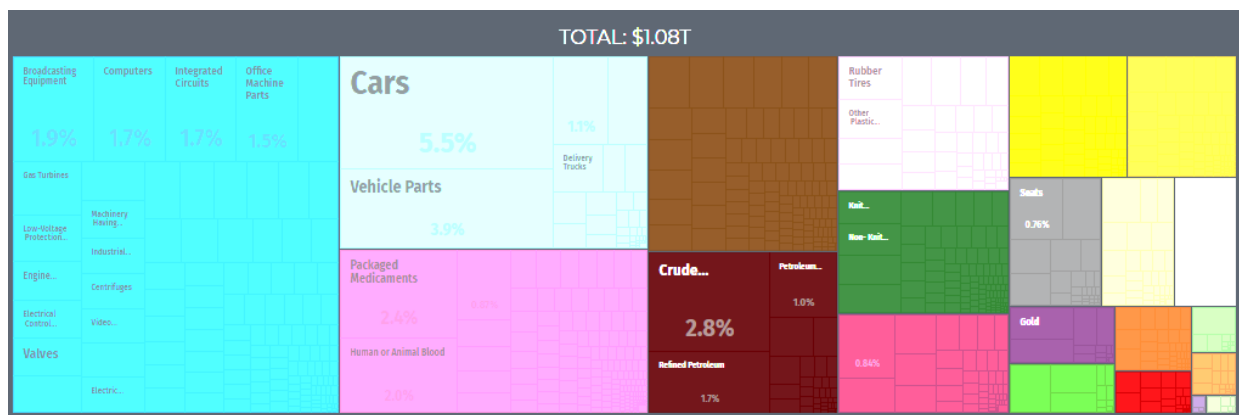 TOTAL: $1.08T
Broadcasting
Equipment
1.9%
Computers
1.7%
Integrated
Circuits
1.7%
Office
Machine
Parts
1.5%
Gas Turbines
Low-Voltage
Protection...
Engine...
Electrical
Control...
Valves
Machinery
Having...
Industrial...
Centrifuges
Video...
Electric...
Cars
5.5%
1.1%
Delivery
Trucks
Vehicle Parts
3.9%
Packaged
Medicaments
2.4%
Human or Animal Blood
2.0%
Crude...
2.8%
Petroleum...
1.0%
Refined Petroleum
1.7%
Rubber
Tires
Other
Plastic...
Knit...
Non- Knit...
0.84%
Seats
0.76%
Gold